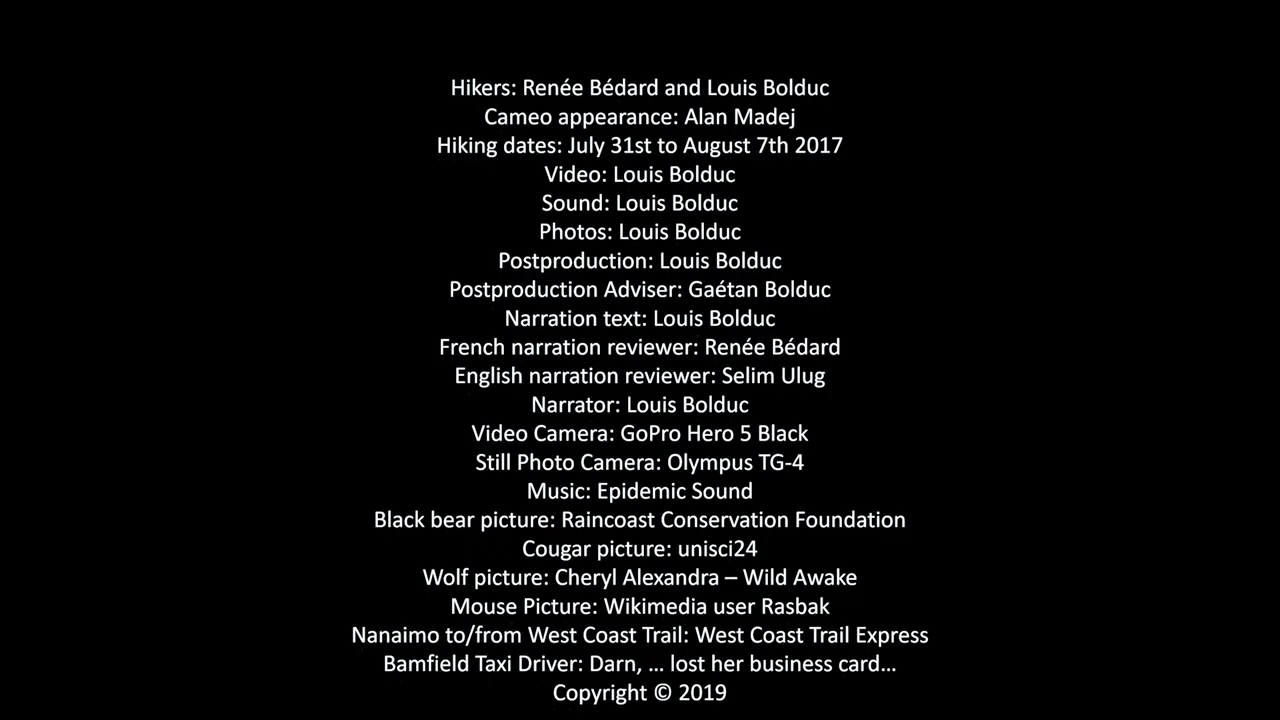 Hikers: Renée Bédard and Louis Bolduc
Cameo appearance: Alan Madej
Hiking dates: July 31st to August 7th 2017
Video: Louis Bolduc
Sound: Louis Bolduc
Photos: Louis Bolduc
Postproduction: Louis Bolduc
Postproduction Adviser: Gaétan Bolduc
Narration text: Louis Bolduc
French narration reviewer: Renée Bédard
English narration reviewer: Selim Ulug
Narrator: Louis Bolduc
Video Camera: GoPro Hero 5 Black
Still Photo Camera: Olympus TG-4
Music: Epidemic Sound
Black bear picture: Raincoast Conservation Foundation
Cougar picture: unisci24
Wolf picture: Cheryl Alexandra – Wild Awake
Mouse Picture: Wikimedia user Rasbak
Nanaimo to/from West Coast Trail: West Coast Trail Express
Bamfield Taxi Driver: Darn, ... lost her business card...
Copyright © 2019